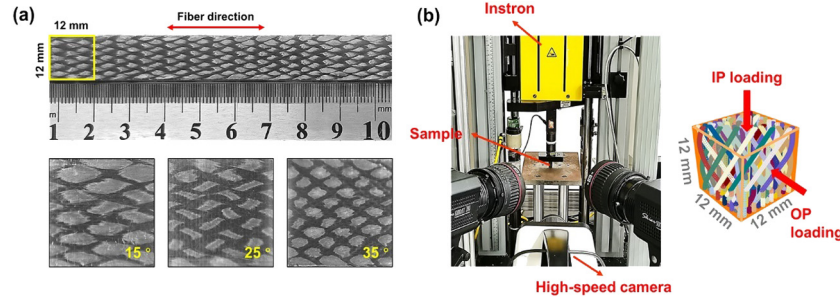 (a)
Fiber direction
12 mm
12 mm
m
mm
1 2 3 4 5 6 7 8 9 10
15 °
25 °
35 °
(b)
Instron
Sample
High-speed camera
IP loading
12 mm
12 mm
12 mm
OP
loading